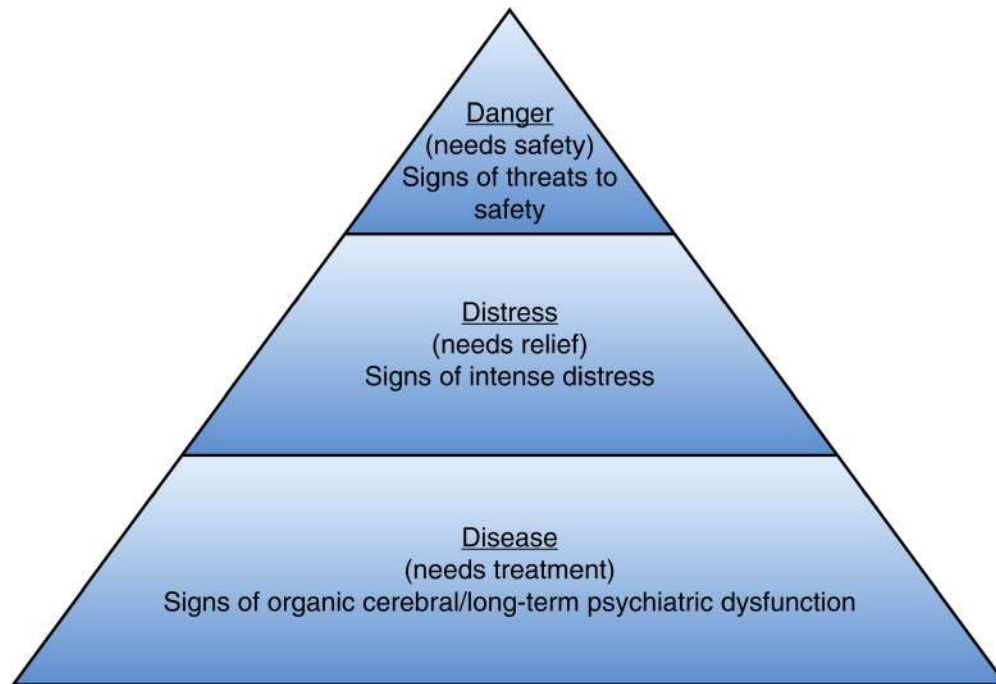 Danger
(needs safety)
Signs of threats to
safety
Distress
(needs relief)
Signs of intense distress
Disease
(needs treatment)
Signs of organic cerebral/long-term psychiatric dysfunction